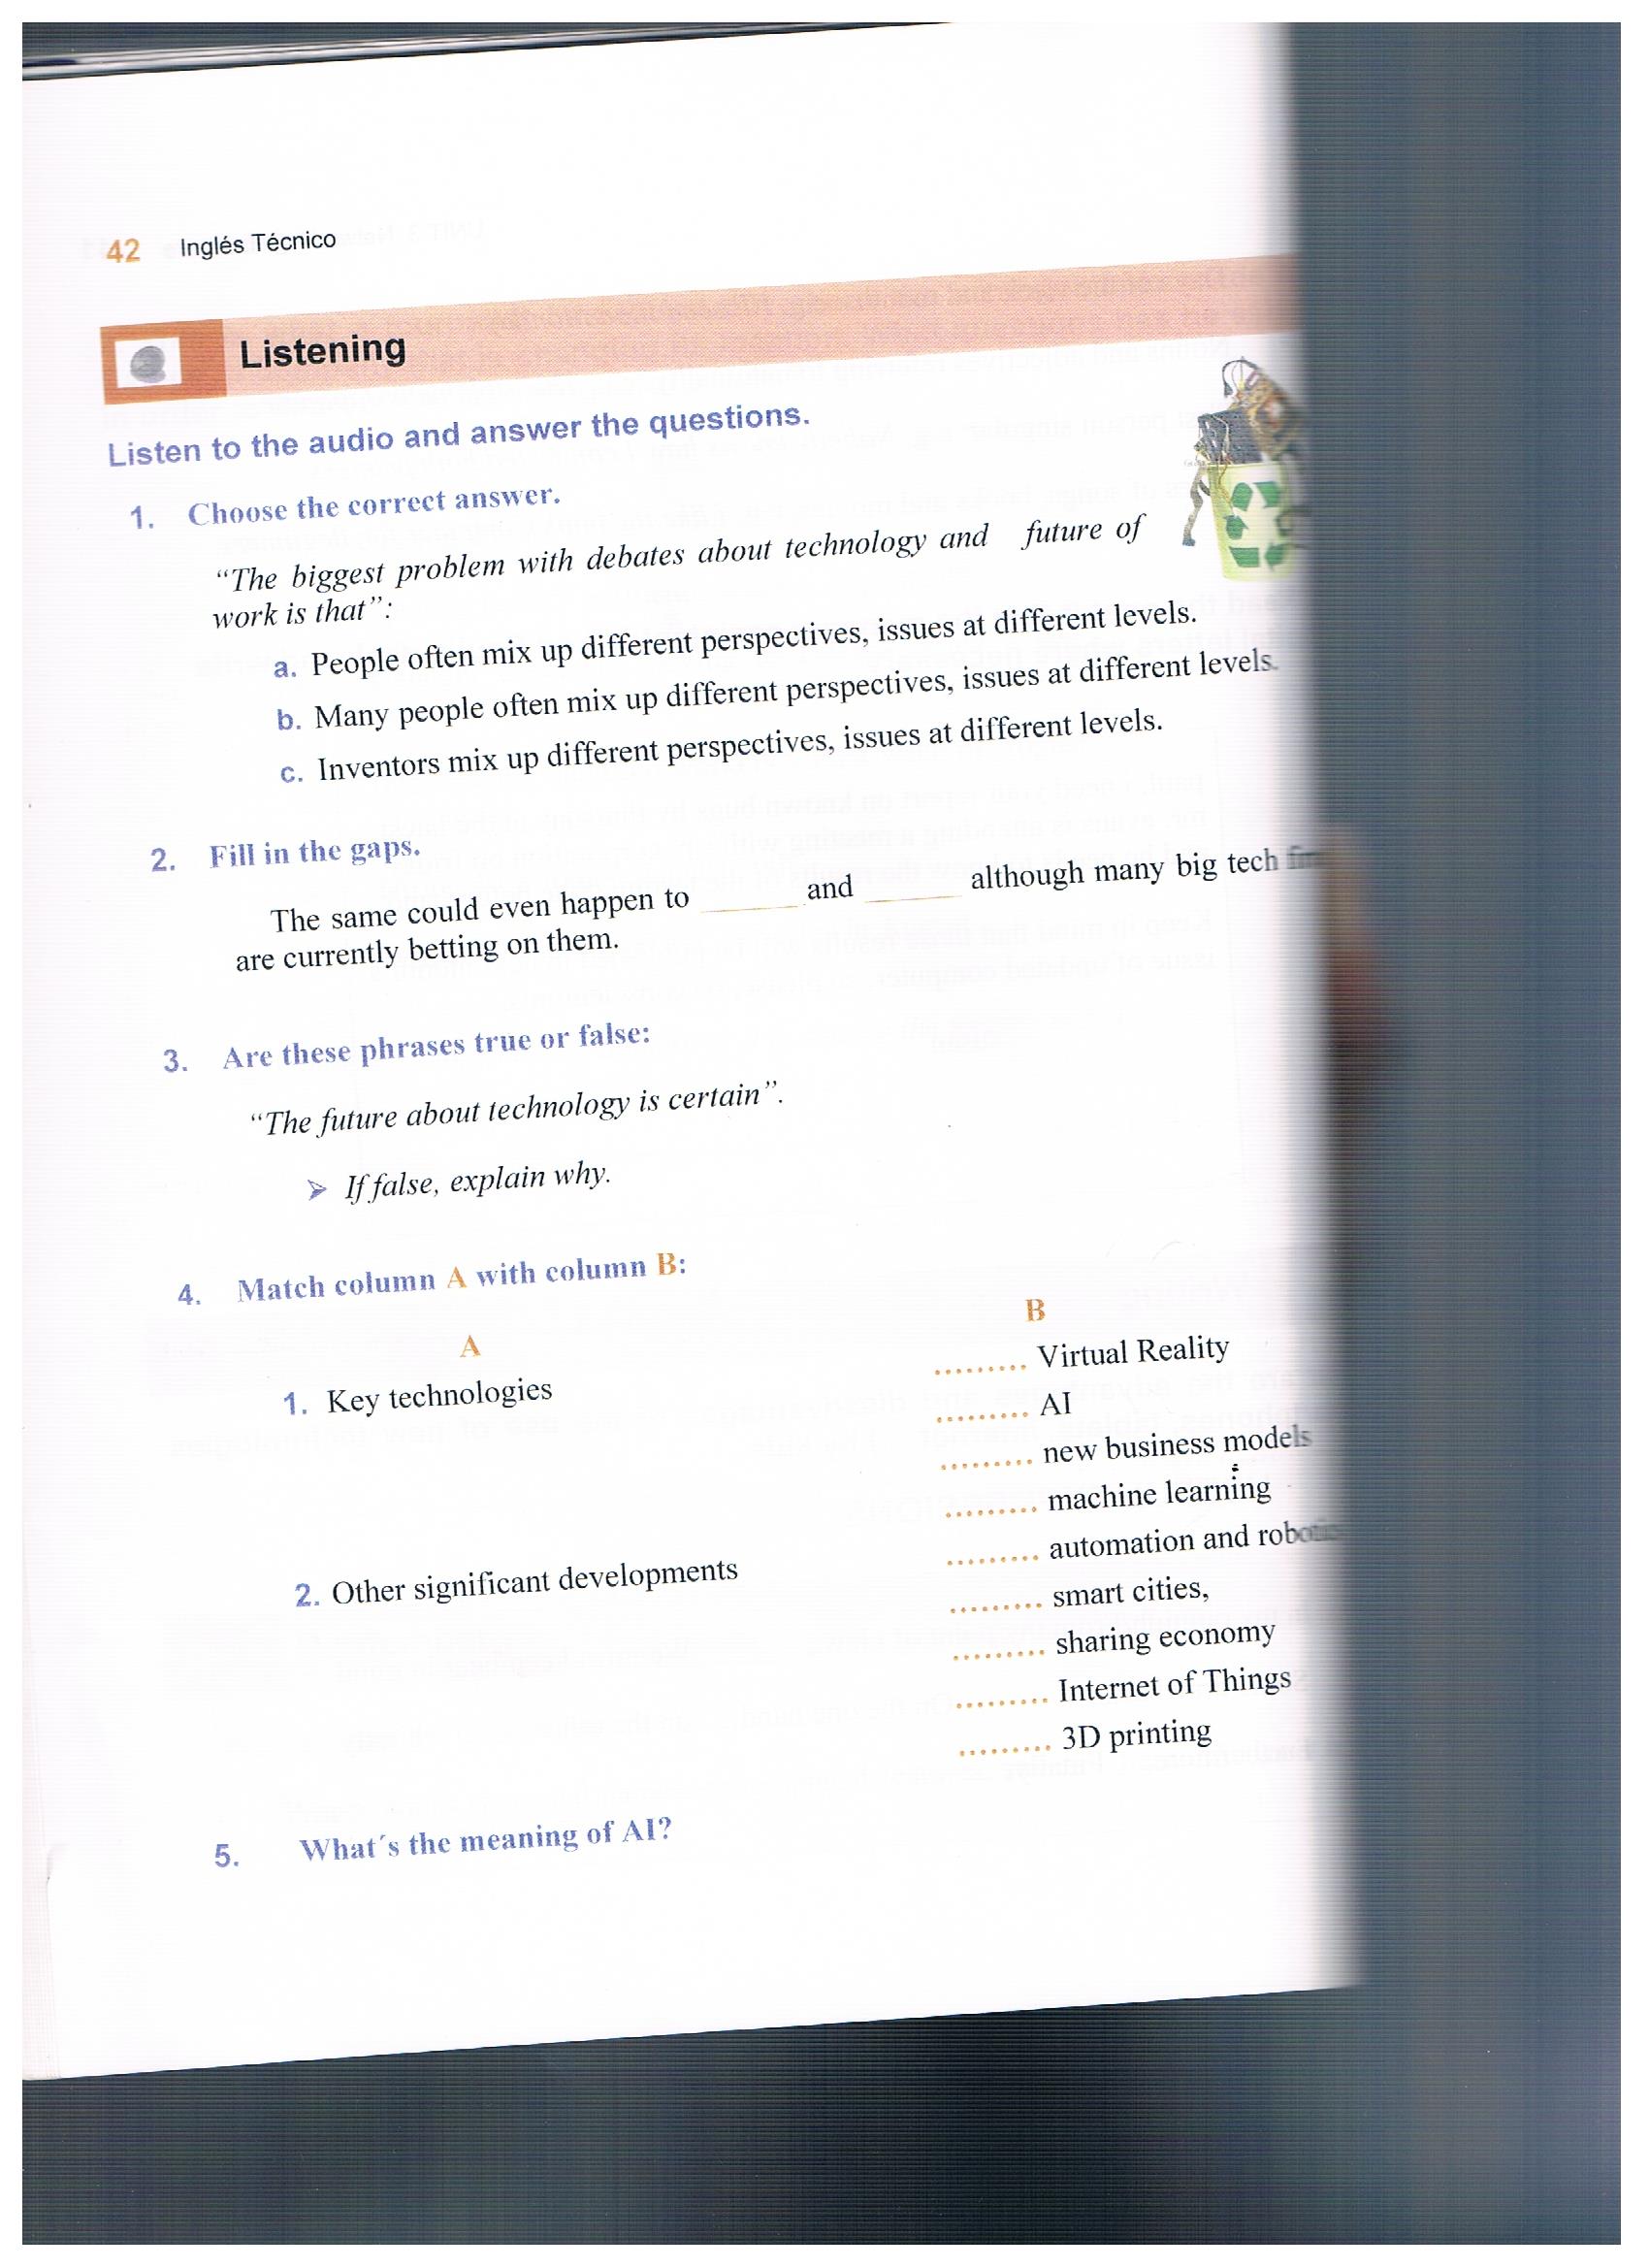 42 Inglés Técnico
Listening
Listen to the audio and answer the questions.
1. Choose the correct answer.
“The biggest problem with debates about technology and future of
work is that”:
a. People often mix up different perspectives, issues at different levels.
b. Many people often mix up different perspectives, issues at different levels.
c. Inventors mix up different perspectives, issues at different levels.
2. Fill in the gaps.
The same could even happen to ______ and ______ although many big tech
are currently betting on them.
3. Are these phrases true or false:
“The future about technology is certain”.
➢ If false, explain why.
4. Match column A with column B:
B
A
......... Virtual Reality
1. Key technologies
......... AI
......... new business models
......... machine learning
......... automation and
2. Other significant developments
......... smart cities,
......... sharing economy
......... Internet of Things
......... 3D printing
5. What´s the meaning of AI?